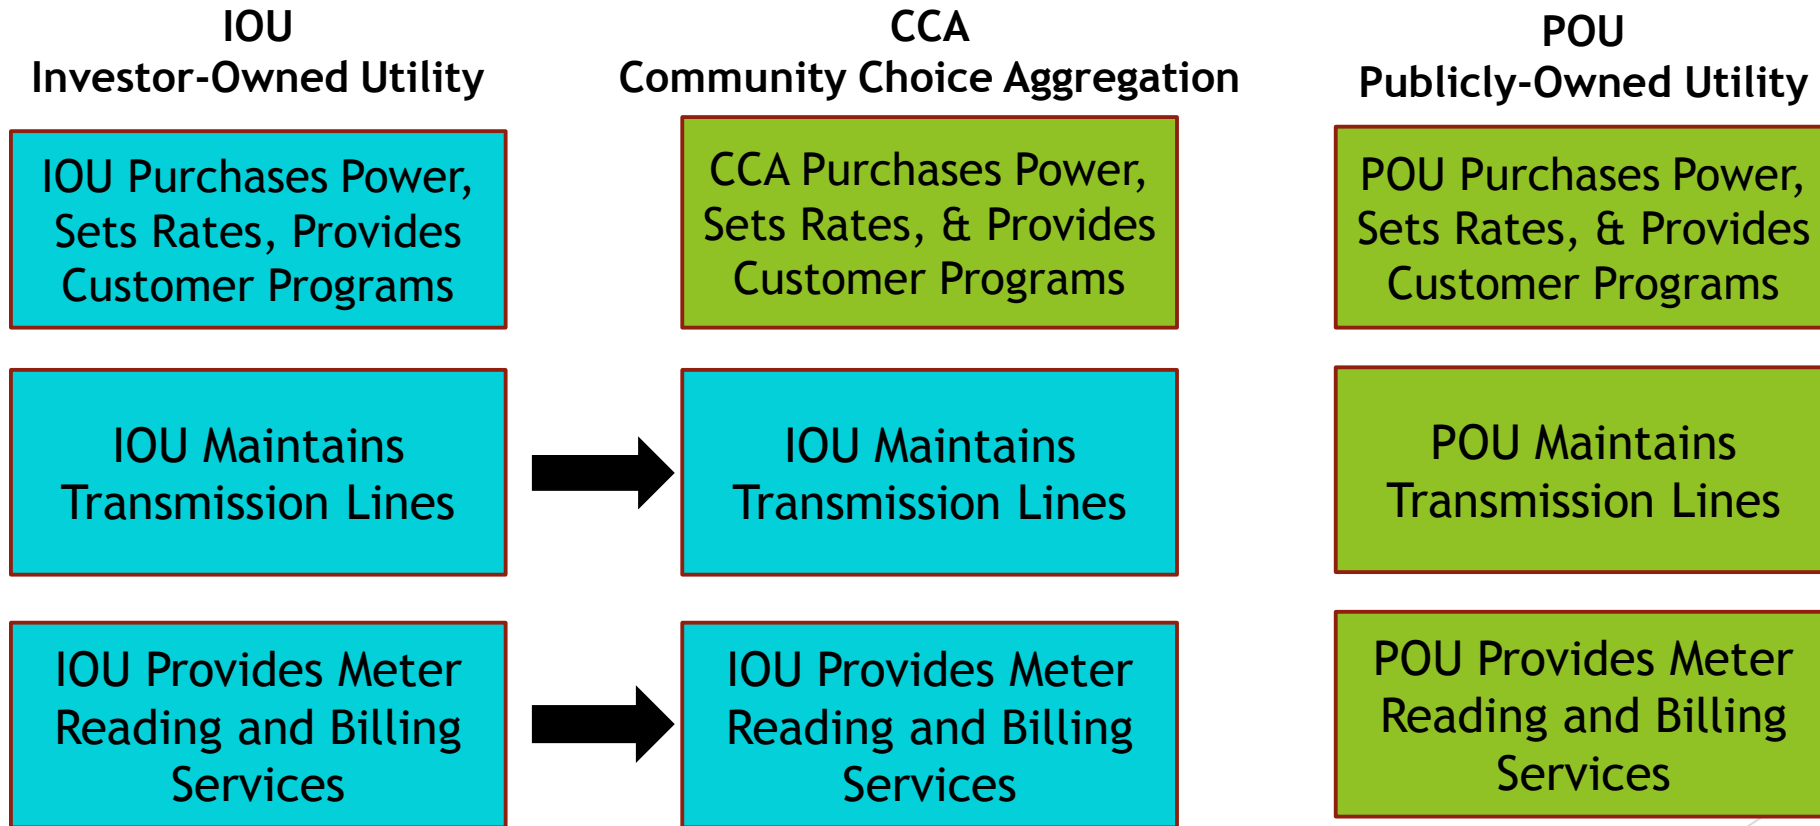 IOU
Investor-Owned Utility
CCA
Community Choice Aggregation
POU
Publicly-Owned Utility
IOU Purchases Power,
Sets Rates, Provides
Customer Programs
CCA Purchases Power,
Sets Rates, & Provides
Customer Programs
POU Purchases Power,
Sets Rates, & Provides
Customer Programs
IOU Maintains
Transmission Lines
IOU Maintains
Transmission Lines
POU Maintains
Transmission Lines
IOU Provides Meter
Reading and Billing
Services
IOU Provides Meter
Reading and Billing
Services
POU Provides Meter
Reading and Billing
Services